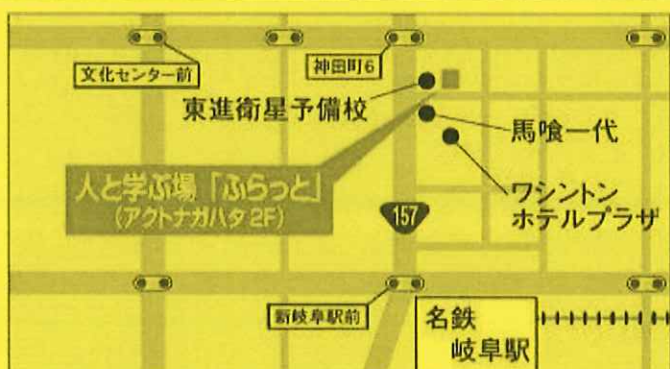 文化センター前
神田町6
東進衛星予備校
馬喰一代
人と学ぶ場「ふらっと」
(アクトナガハタ2F)
ワシントン
ホテルプラザ
157
新岐阜駅前
名鉄
岐阜駅